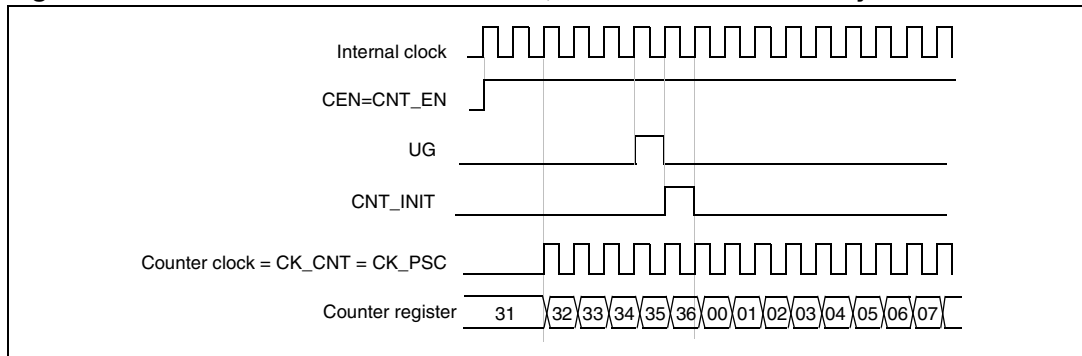 Internal clock
CEN=CNT_EN
UG
CNT_INIT
Counter clock = CK_CNT = CK_PSC
Counter register 31 32 33 34 35 36 00 01 02 03 04 05 06 07